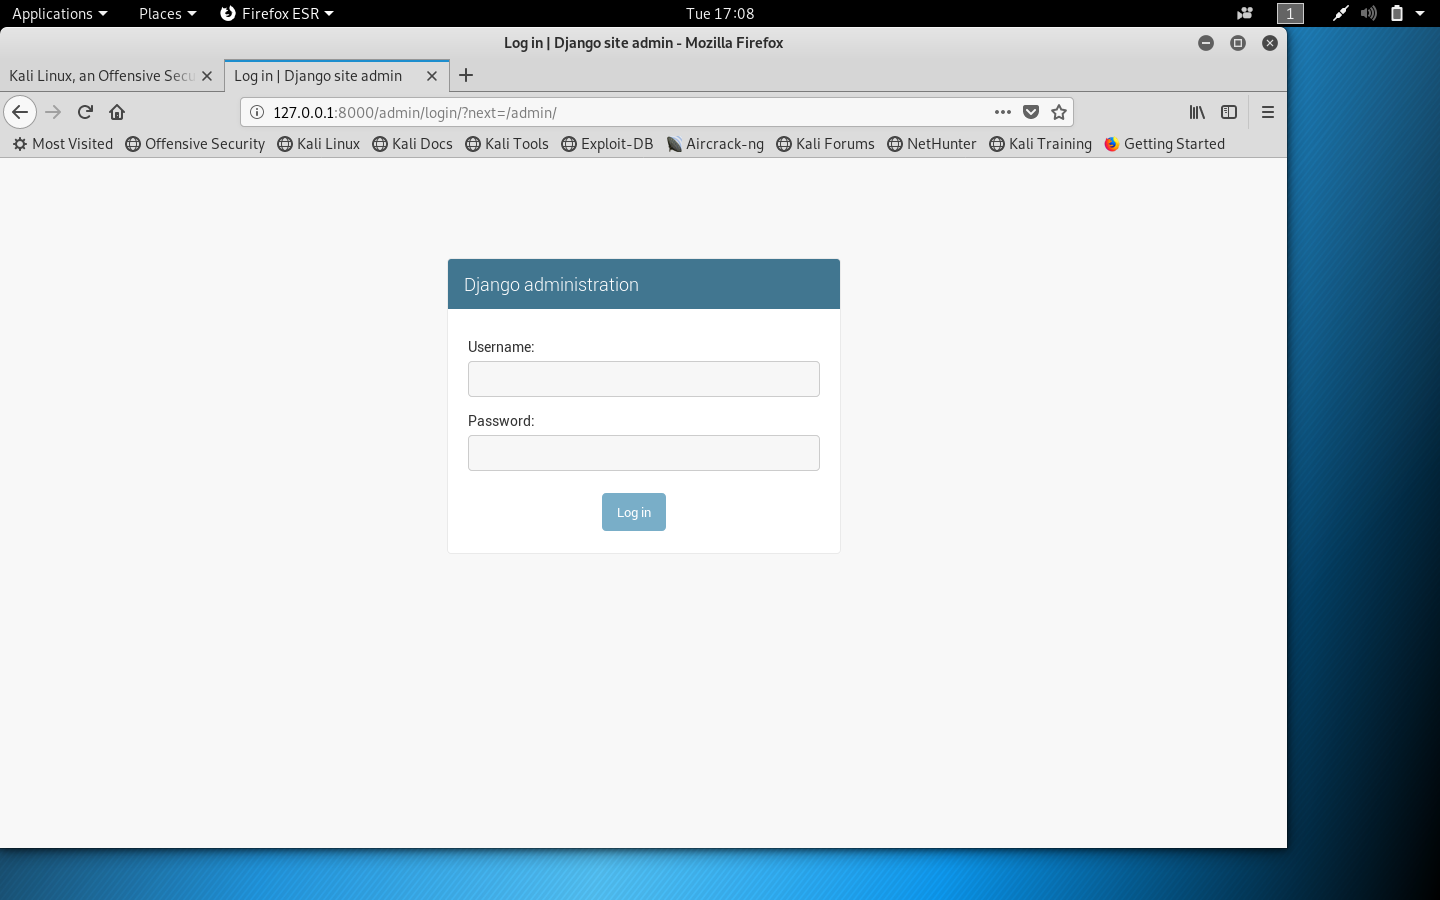 Applications Places Firefox ESR Tue 17:08 1
Log in | Django site admin - Mozilla Firefox
Kali Linux, an Offensive Secu Log in | Django site admin
127.0.0.1:8000/admin/login/?next=/admin/
Most Visited Offensive Security Kali Linux Kali Docs Kali Tools Exploit-DB Aircrack-ng Kali Forums NetHunter Kali Training Getting Started
Django administration
Username:
Password:
Log in